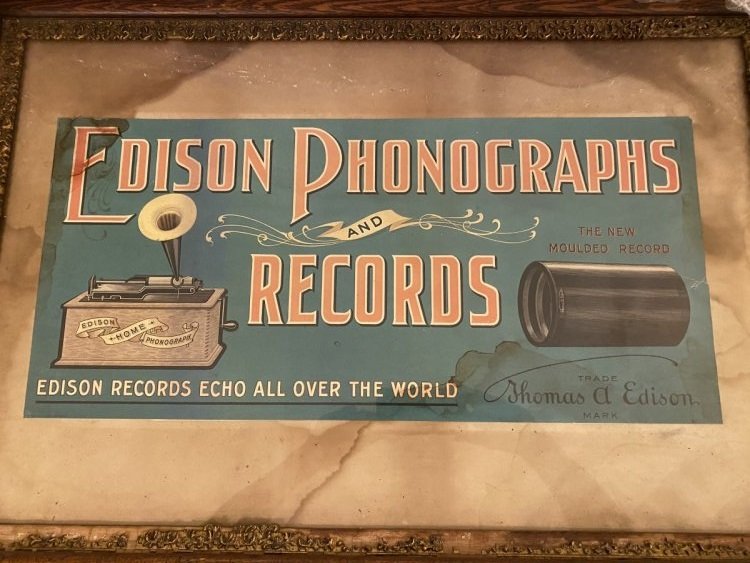 EDISON PHONOGRAPHS
AND
RECORDS
THE NEW
MOULDED RECORD
EDISON
HOME
PHONOGRAPH
EDISON RECORDS ECHO ALL OVER THE WORLD
TRADE
Thomas A Edison
MARK